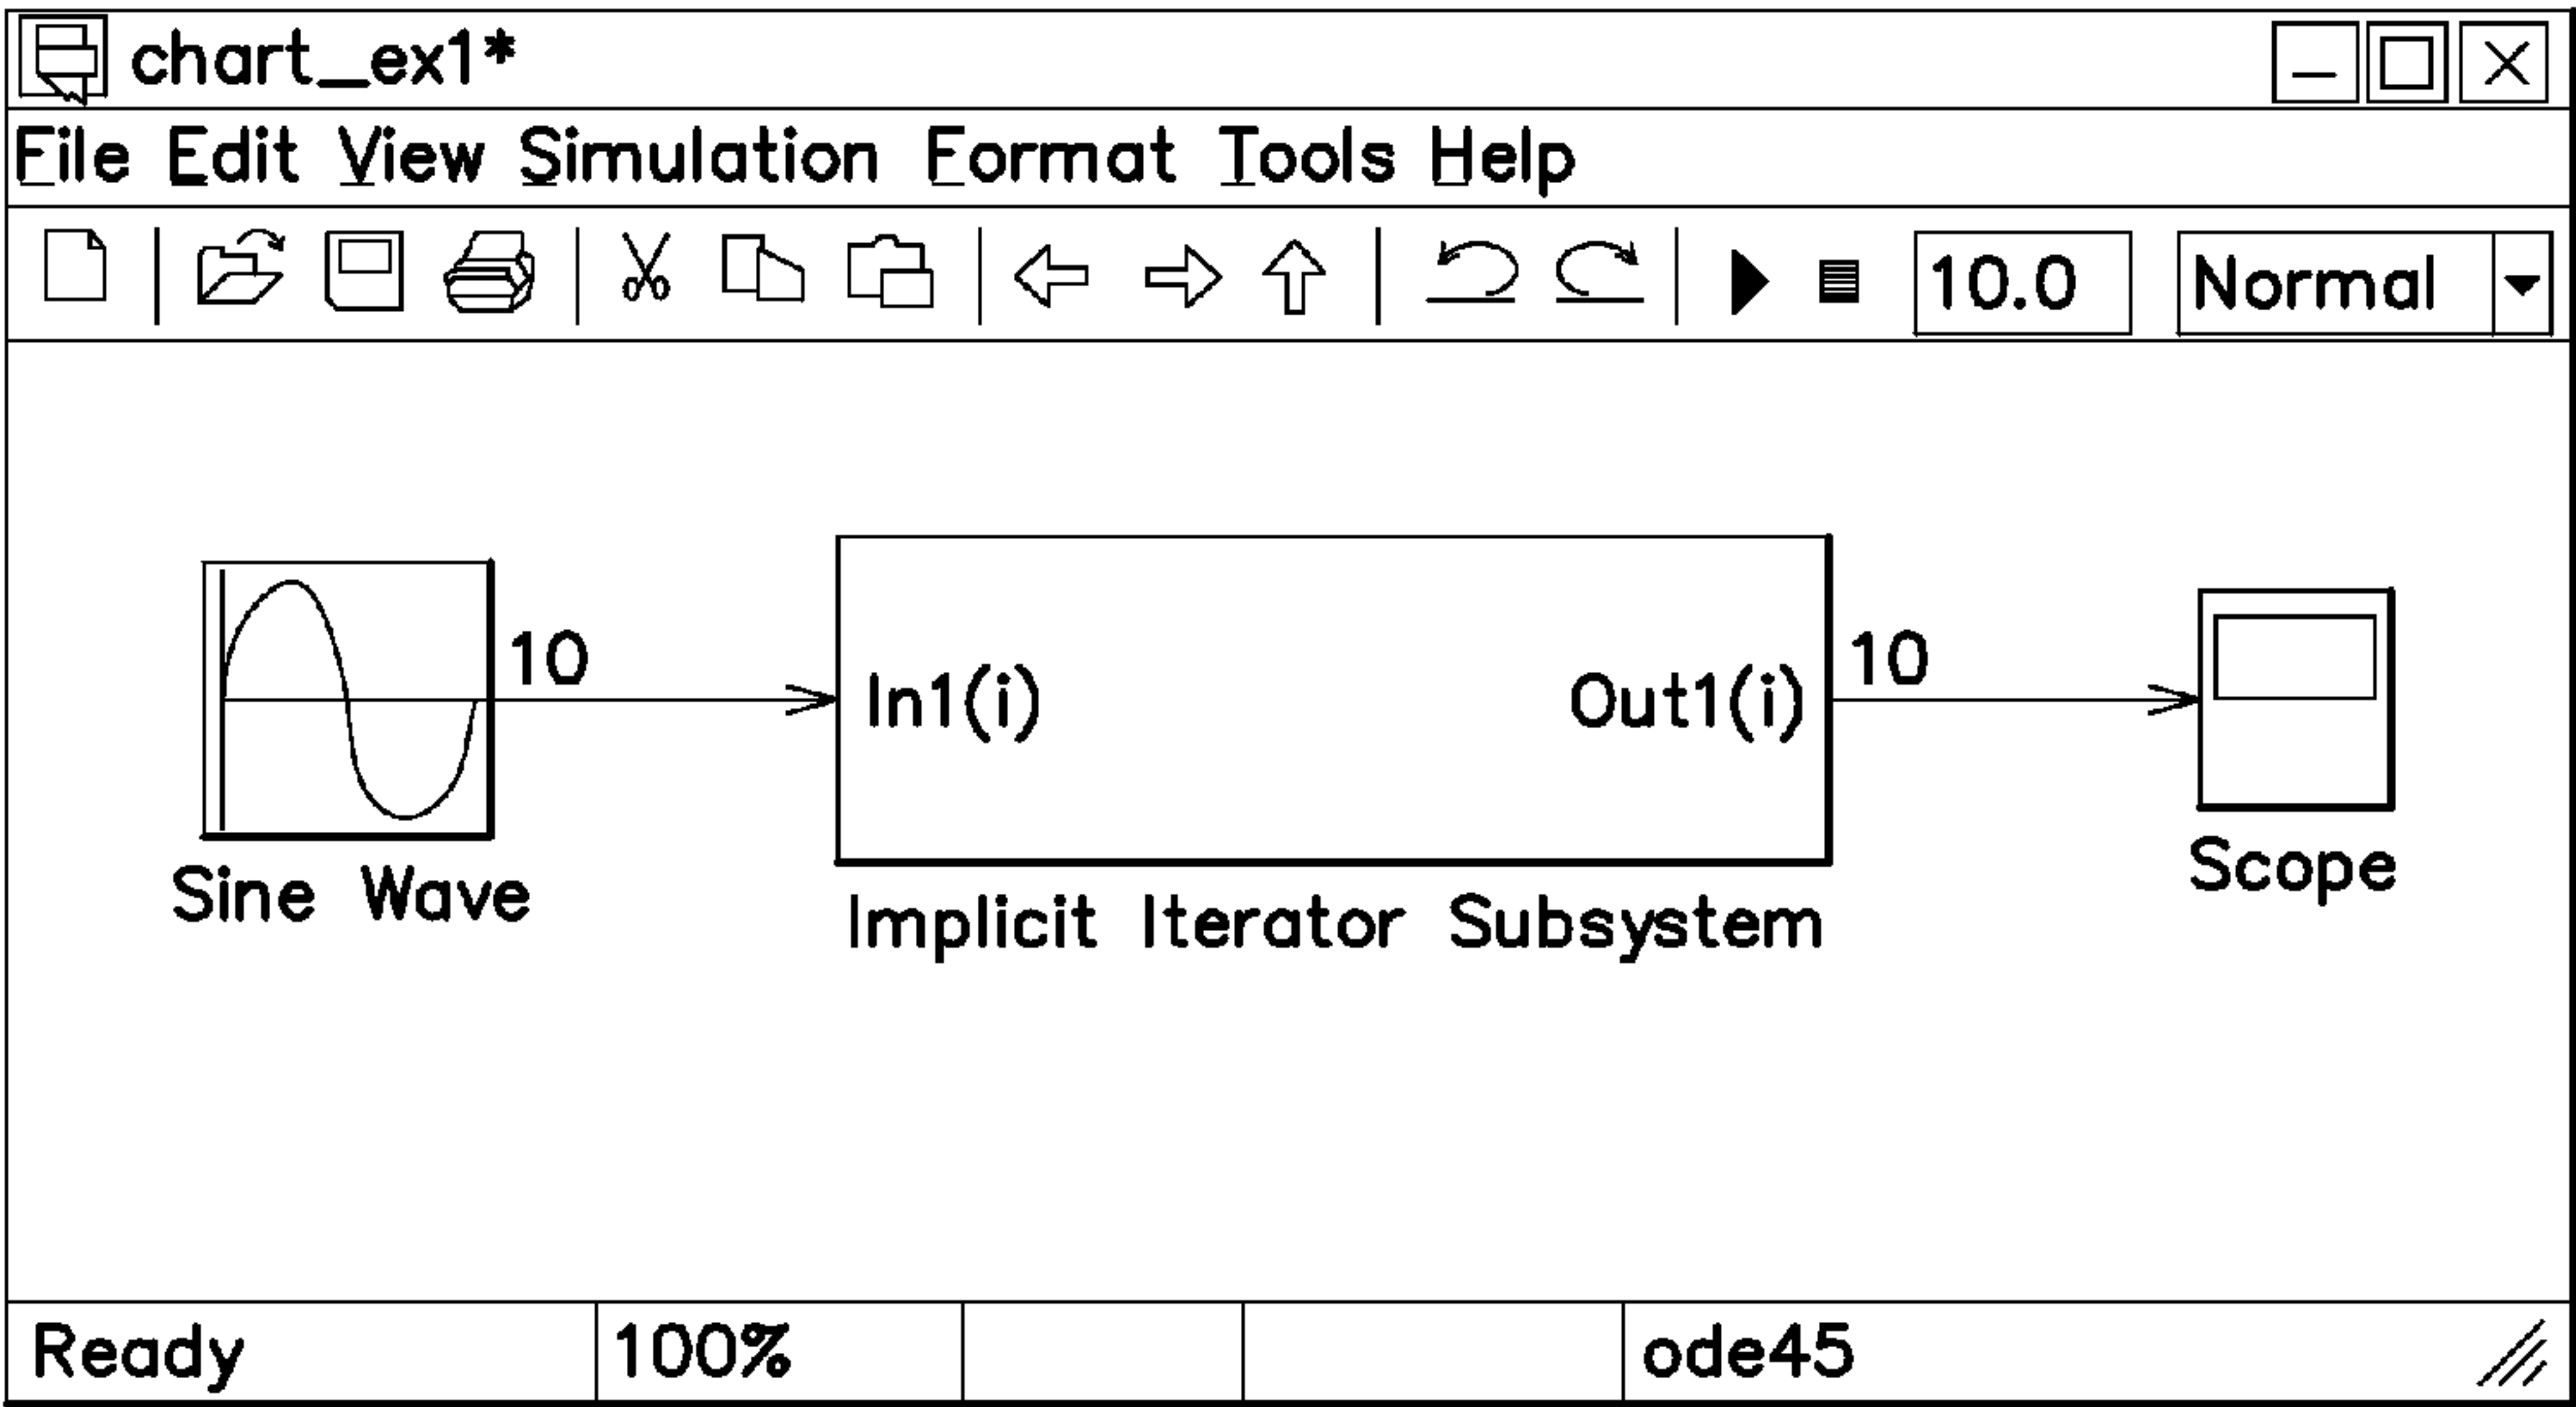 chart_ex1*
File Edit View Simulation Format Tools Help
10.0 Normal
10 10
In1(i) Out1(i)
Sine Wave Implicit Iterator Subsystem Scope
Ready 100% ode45